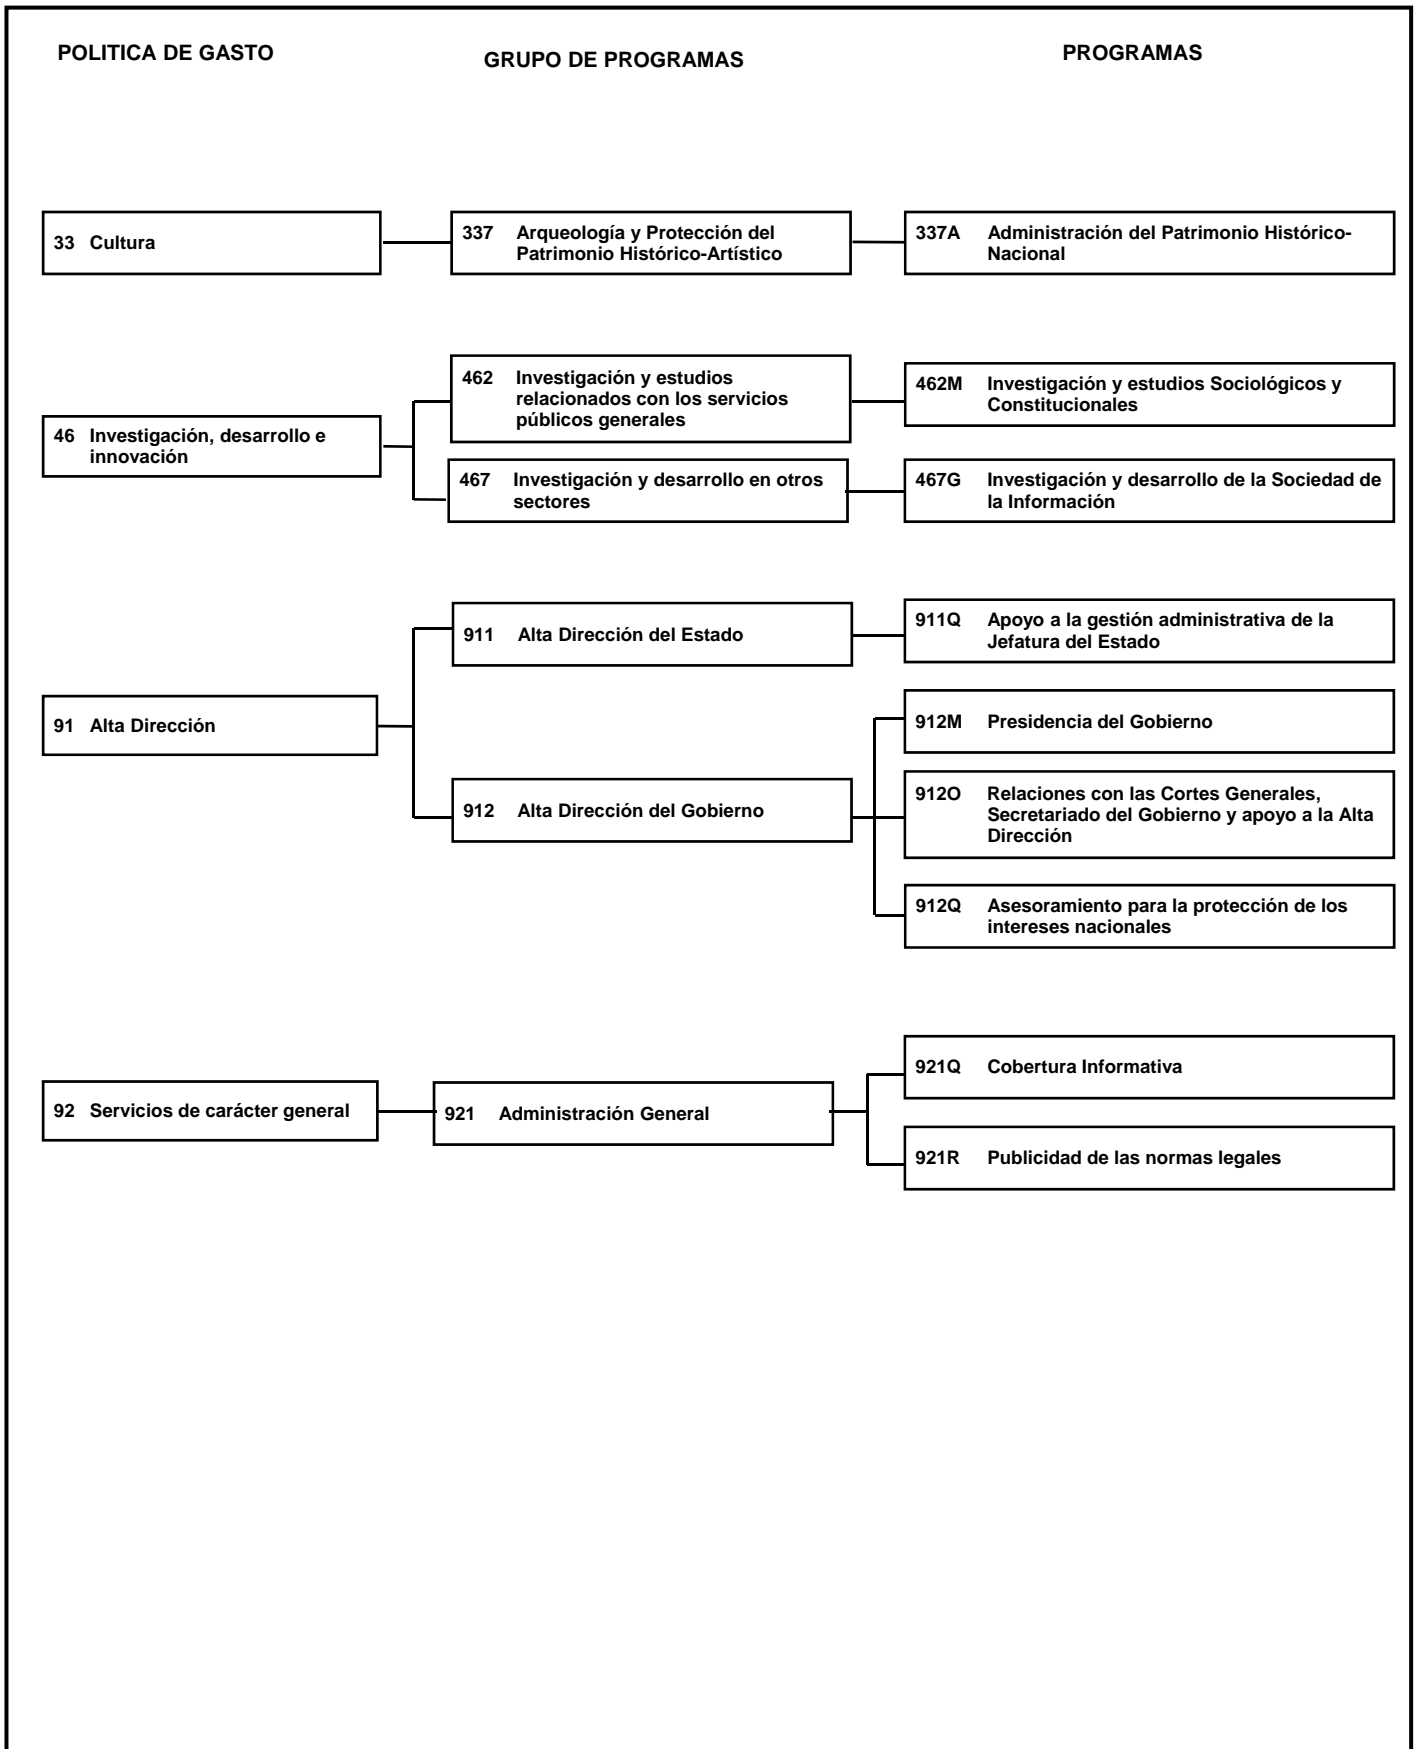 POLITICA DE GASTO
GRUPO DE PROGRAMAS
PROGRAMAS
33 Cultura
337 Arqueología y Protección del
Patrimonio Histórico-Artístico
337A Administración del Patrimonio Histórico-
Nacional
46 Investigación, desarrollo e
innovación
462 Investigación y estudios
relacionados con los servicios
públicos generales
462M Investigación y estudios Sociológicos y
Constitucionales
467 Investigación y desarrollo en otros
sectores
467G Investigación y desarrollo de la Sociedad de
la Información
91 Alta Dirección
911 Alta Dirección del Estado
911Q Apoyo a la gestión administrativa de la
Jefatura del Estado
912 Alta Dirección del Gobierno
912M Presidencia del Gobierno
912O Relaciones con las Cortes Generales,
Secretariado del Gobierno y apoyo a la Alta
Dirección
912Q Asesoramiento para la protección de los
intereses nacionales
92 Servicios de carácter general
921 Administración General
921Q Cobertura Informativa
921R Publicidad de las normas legales